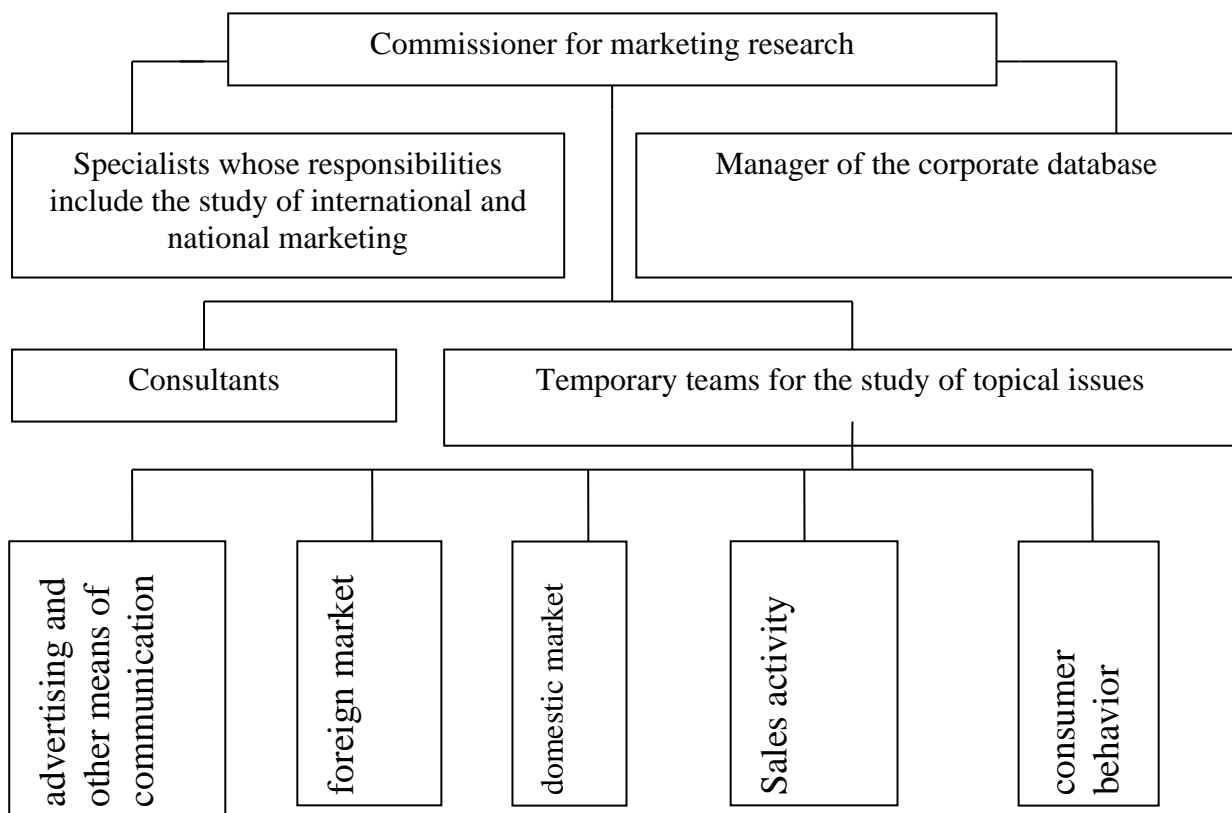 Commissioner for marketing research
Specialists whose responsibilities
include the study of international and
national marketing
Manager of the corporate database
Consultants
Temporary teams for the study of topical issues
advertising and
other means of
communication
foreign market
domestic market
Sales activity
consumer
behavior